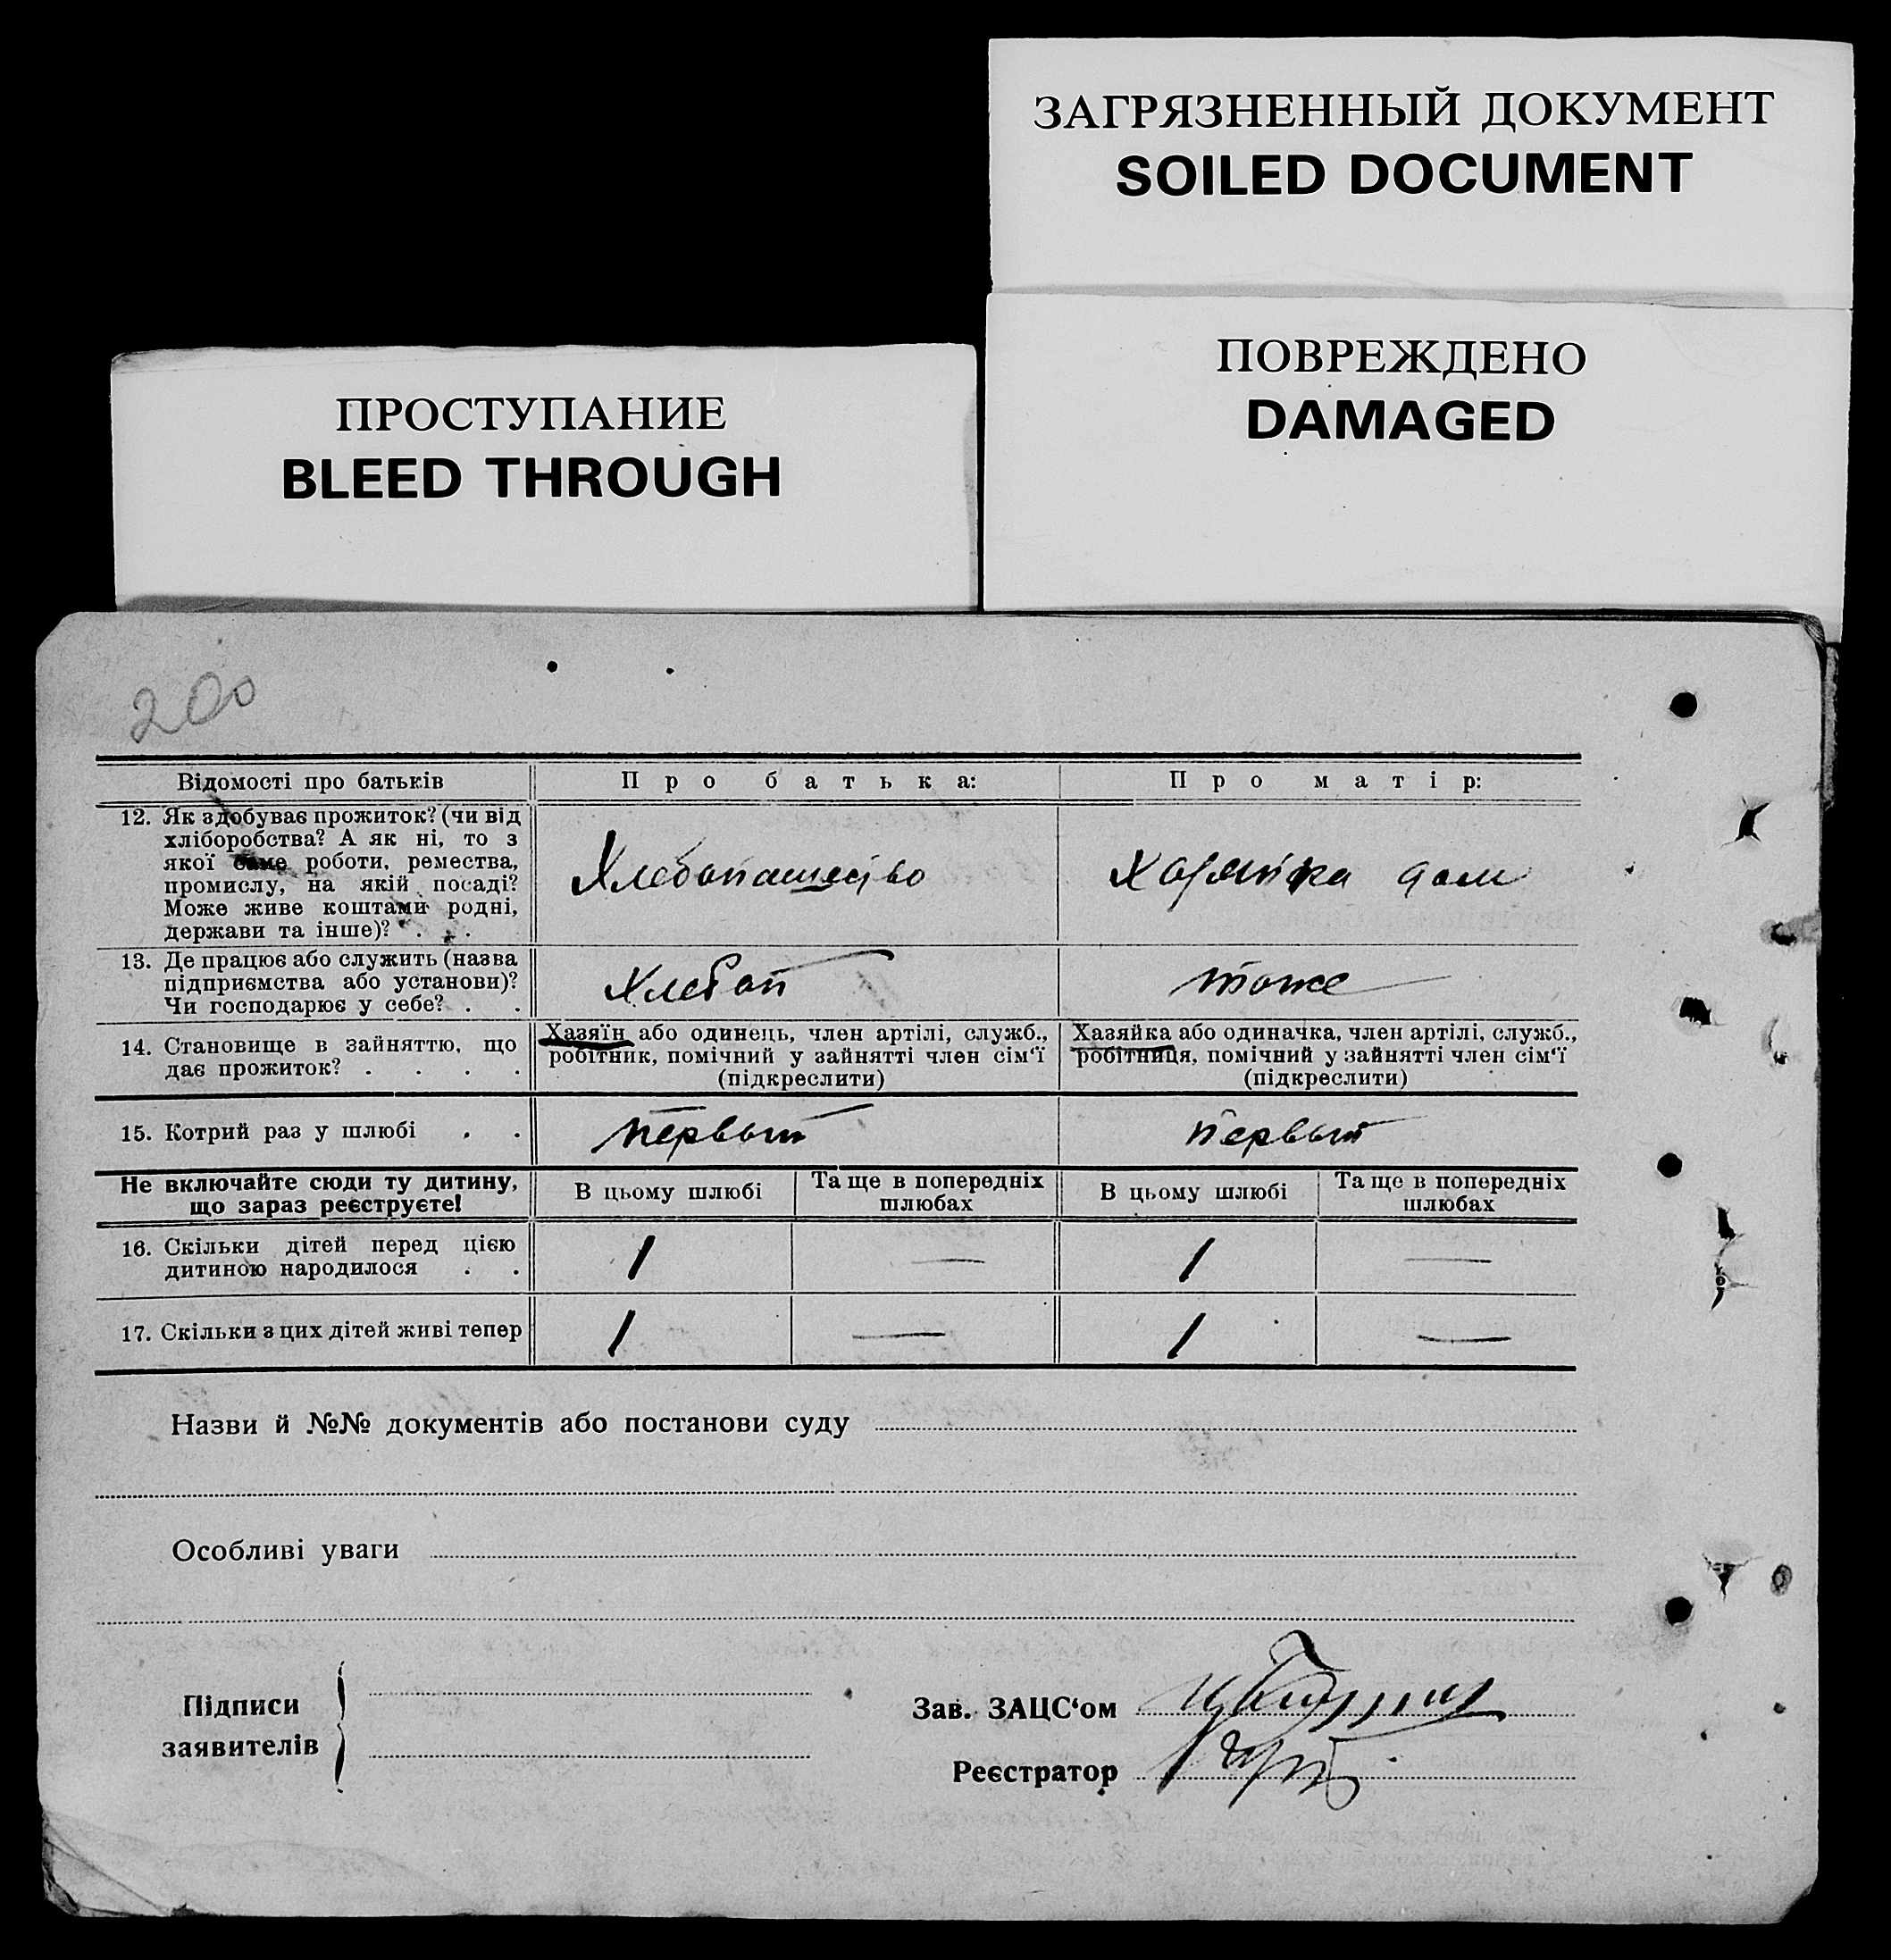 ЗАГРЯЗНЕННЫЙ ДОКУМЕНТ
SOILED DOCUMENT
ПОВРЕЖДЕНО
DAMAGED
ПРОСТУПАНИЕ
BLEED THROUGH
200
Відомості про батьків
Про батька:
Про матір:
12. Як здобуває прожиток? (чи від
хліборобства? А як ні, то з
якої саме роботи, ремества,
промислу, на якій посаді?
Може живе коштами родні,
держави та інше)? . .
Хлебопашество
Хозяйка дом
13. Де працює або служить (назва
підприємства або установи)?
Чи господарює у себе? . .
Хлебоп
тоже
14. Становище в зайняттю, що
дає прожиток? . . . .
Хазяїн або одинець, член артілі, служб.,
робітник, помічний у зайнятті член сім'ї
(підкреслити)
Хазяйка або одиначка, член артілі, служб.,
робітниця, помічний у зайнятті член сім'ї
(підкреслити)
15. Котрий раз у шлюбі . .
первый
первый
Не включайте сюди ту дитину,
що зараз реєструєте!
В цьому шлюбі
Та ще в попередніх
шлюбах
В цьому шлюбі
Та ще в попередніх
шлюбах
16. Скільки дітей перед цією
дитиною народилося . .
1 — 1 —
17. Скільки з цих дітей живі тепер
1 — 1 —
Назви й №№ документів або постанови суду
Особливі уваги
Підписи
заявителів
Зав. ЗАЦС'ом
Реєстратор